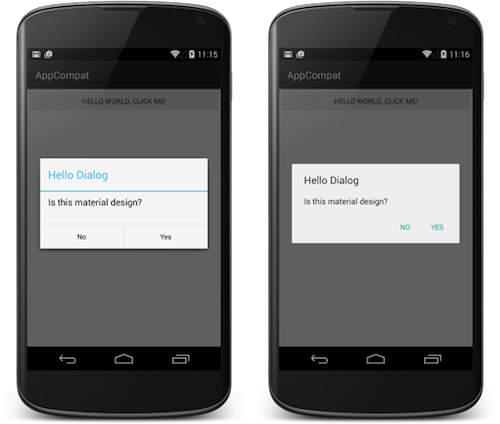 11:15
AppCompat
HELLO WORLD, CLICK ME!
Hello Dialog
Is this material design?
No Yes
11:16
AppCompat
HELLO WORLD, CLICK ME!
Hello Dialog
Is this material design?
NO YES